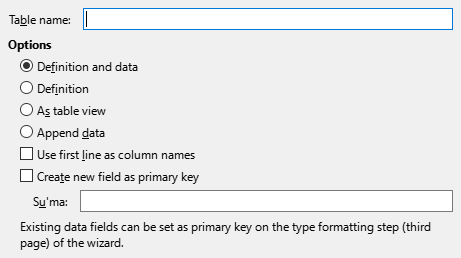 Table name:
Options
Definition and data
Definition
As table view
Append data
Use first line as column names
Create new field as primary key
Su'ma:
Existing data fields can be set as primary key on the type formatting step (third
page) of the wizard.